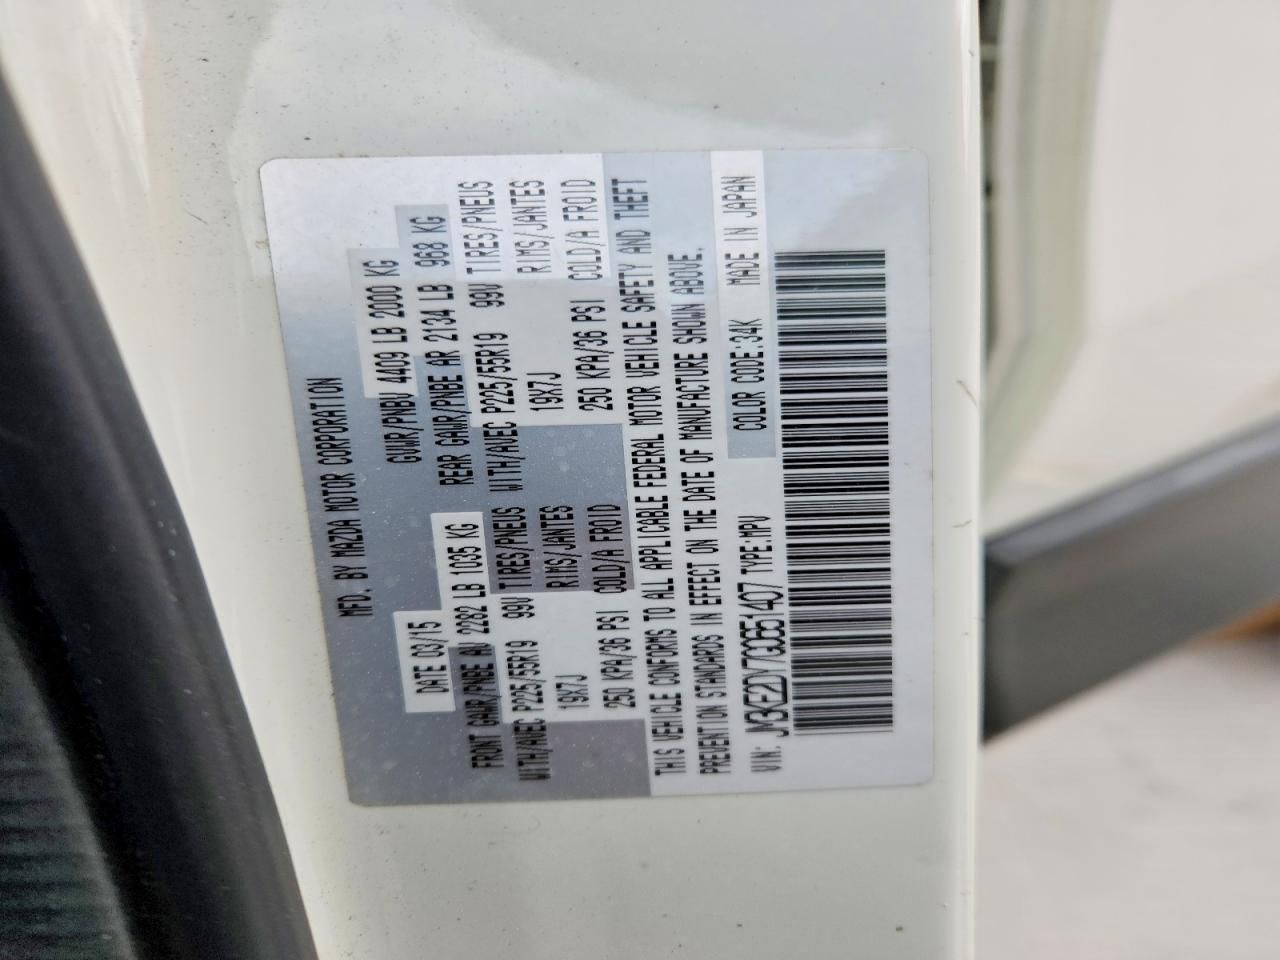 MFD. BY MAZDA MOTOR CORPORATION
DATE 03/15 GVWR/PNBV 4409 LB 2000 KG
FRONT GAWR/PNBE AV 2282 LB 1035 KG REAR GAWR/PNBE AR 2134 LB 968 KG
WITH/AVEC P225/55R19 99V TIRES/PNEUS WITH/AVEC P225/55R19 99V TIRES/PNEUS
19X7J RIMS/JANTES 19X7J RIMS/JANTES
250 KPA/36 PSI COLD/A FROID 250 KPA/36 PSI COLD/A FROID
THIS VEHICLE CONFORMS TO ALL APPLICABLE FEDERAL MOTOR VEHICLE SAFETY AND THEFT
PREVENTION STANDARDS IN EFFECT ON THE DATE OF MANUFACTURE SHOWN ABOVE.
VIN: JM3KE2DY7G0651407 TYPE:MPV COLOR CODE:34K MADE IN JAPAN